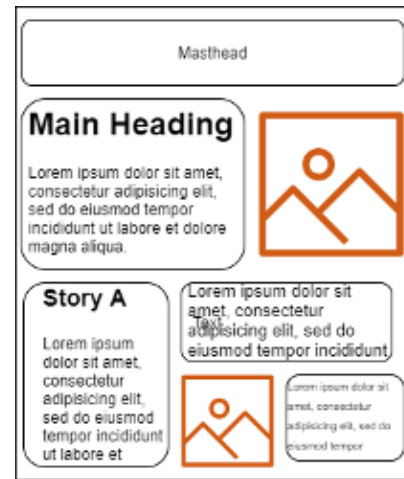 Masthead
Main Heading
Lorem ipsum dolor sit amet,
consectetur adipisicing elit,
sed do eiusmod tempor
incididunt ut labore et dolore
magna aliqua.
Story A
Lorem ipsum
dolor sit amet,
consectetur
adipisicing elit,
sed do eiusmod
tempor incididunt
ut labore et
Lorem ipsum dolor sit
amet, consectetur
Text
adipisicing elit, sed do
eiusmod tempor incididunt
Lorem ipsum dolor sit
amet, consectetur
adipisicing elit, sed do
eiusmod tempor